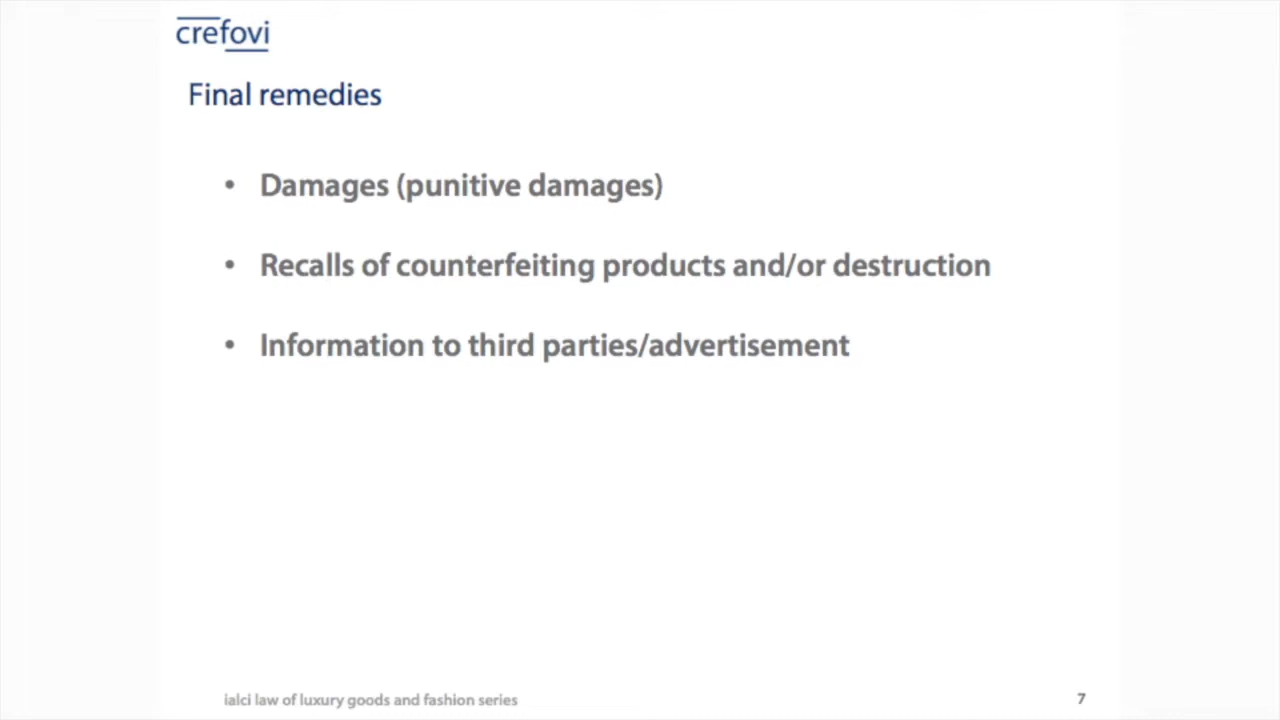 crefovi
Final remedies
• Damages (punitive damages)
• Recalls of counterfeiting products and/or destruction
• Information to third parties/advertisement
ialci law of luxury goods and fashion series
7